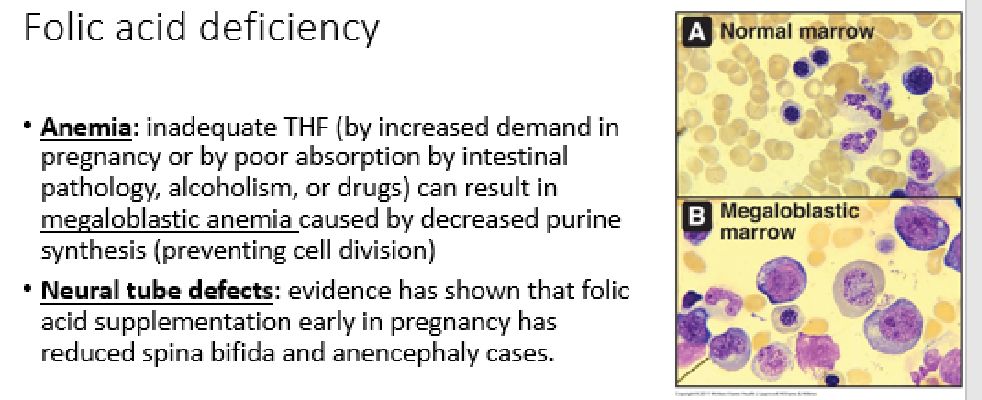 Folic acid deficiency
• Anemia: inadequate THF (by increased demand in
pregnancy or by poor absorption by intestinal
pathology, alcoholism, or drugs) can result in
megaloblastic anemia caused by decreased purine
synthesis (preventing cell division)
• Neural tube defects: evidence has shown that folic
acid supplementation early in pregnancy has
reduced spina bifida and anencephaly cases.
A Normal marrow
B Megaloblastic
marrow